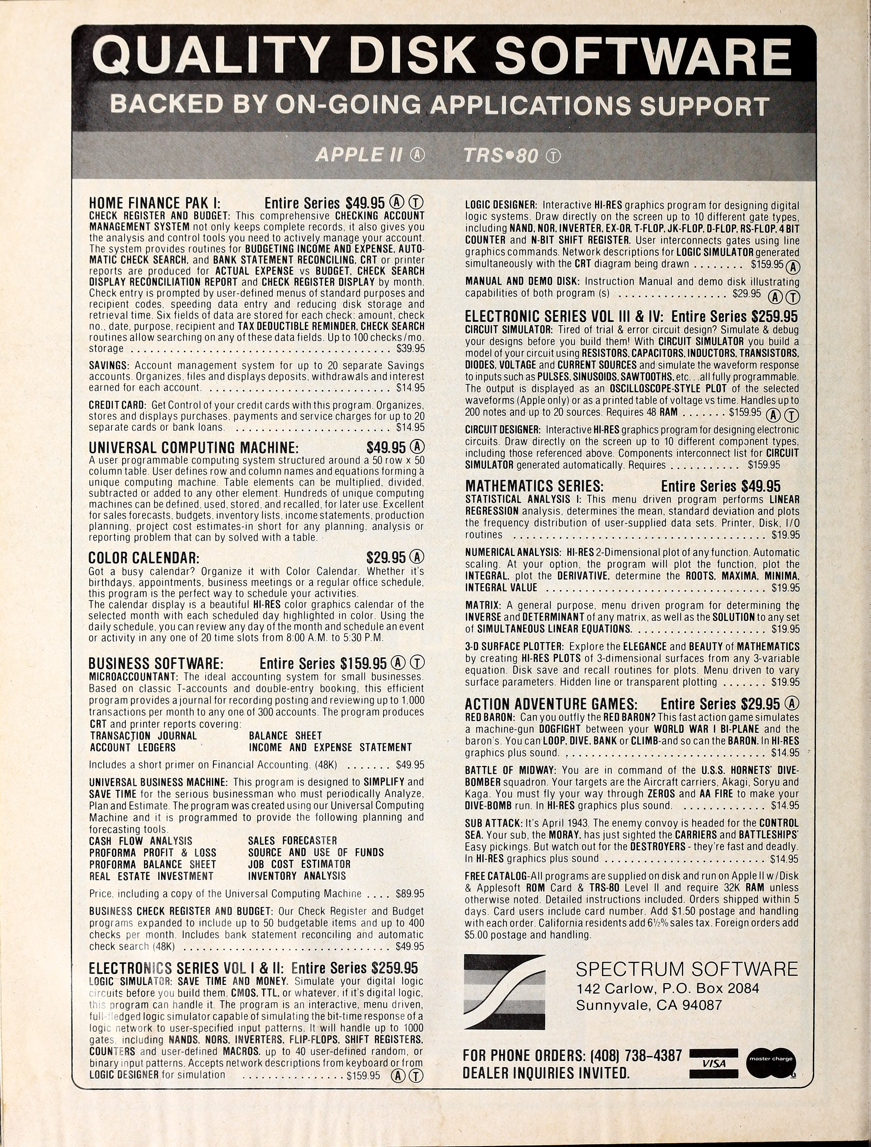 QUALITY DISK SOFTWARE
BACKED BY ON-GOING APPLICATIONS SUPPORT
APPLE II Ⓐ TRS•80 Ⓣ
HOME FINANCE PAK I: Entire Series $49.95 Ⓐ Ⓣ
CHECK REGISTER AND BUDGET: This comprehensive CHECKING ACCOUNT
MANAGEMENT SYSTEM not only keeps complete records, it also gives you
the analysis and control tools you need to actively manage your account.
The system provides routines for BUDGETING INCOME AND EXPENSE, AUTO-
MATIC CHECK SEARCH, and BANK STATEMENT RECONCILING. CRT or printer
reports are produced for ACTUAL EXPENSE vs BUDGET, CHECK SEARCH
DISPLAY RECONCILIATION REPORT and CHECK REGISTER DISPLAY by month.
Check entry is prompted by user-defined menus of standard purposes and
recipient codes, speeding data entry and reducing disk storage and
retrieval time. Six fields of data are stored for each check: amount, check
no., date, purpose, recipient and TAX DEDUCTIBLE REMINDER. CHECK SEARCH
routines allow searching on any of these data fields. Up to 100 checks/mo.
storage . . . . . . . . . . $39.95
SAVINGS: Account management system for up to 20 separate Savings
accounts. Organizes, files and displays deposits, withdrawals and interest
earned for each account. . . . . . . . . . . $14.95
CREDIT CARD: Get Control of your credit cards with this program. Organizes,
stores and displays purchases, payments and service charges for up to 20
separate cards or bank loans. . . . . . . . . . . $14.95
UNIVERSAL COMPUTING MACHINE: $49.95 Ⓐ
A user programmable computing system structured around a 50 row x 50
column table. User defines row and column names and equations forming a
unique computing machine. Table elements can be multiplied, divided,
subtracted or added to any other element. Hundreds of unique computing
machines can be defined, used, stored, and recalled, for later use. Excellent
for sales forecasts, budgets, inventory lists, income statements, production
planning, project cost estimates-in short for any planning, analysis or
reporting problem that can by solved with a table.
COLOR CALENDAR: $29.95 Ⓐ
Got a busy calendar? Organize it with Color Calendar. Whether it's
birthdays, appointments, business meetings or a regular office schedule,
this program is the perfect way to schedule your activities.
The calendar display is a beautiful HI-RES color graphics calendar of the
selected month with each scheduled day highlighted in color. Using the
daily schedule, you can review any day of the month and schedule an event
or activity in any one of 20 time slots from 8:00 A.M. to 5:30 P.M.
BUSINESS SOFTWARE: Entire Series $159.95 Ⓐ Ⓣ
MICROACCOUNTANT: The ideal accounting system for small businesses.
Based on classic T-accounts and double-entry booking, this efficient
program provides a journal for recording posting and reviewing up to 1,000
transactions per month to any one of 300 accounts. The program produces
CRT and printer reports covering:
TRANSACTION JOURNAL BALANCE SHEET
ACCOUNT LEDGERS INCOME AND EXPENSE STATEMENT
Includes a short primer on Financial Accounting. (48K) . . . . . . . $49.95
UNIVERSAL BUSINESS MACHINE: This program is designed to SIMPLIFY and
SAVE TIME for the serious businessman who must periodically Analyze,
Plan and Estimate. The program was created using our Universal Computing
Machine and it is programmed to provide the following planning and
forecasting tools.
CASH FLOW ANALYSIS SALES FORECASTER
PROFORMA PROFIT & LOSS SOURCE AND USE OF FUNDS
PROFORMA BALANCE SHEET JOB COST ESTIMATOR
REAL ESTATE INVESTMENT INVENTORY ANALYSIS
Price, including a copy of the Universal Computing Machine . . . . $89.95
BUSINESS CHECK REGISTER AND BUDGET: Our Check Register and Budget
programs expanded to include up to 50 budgetable items and up to 400
checks per month. Includes bank statement reconciling and automatic
check search (48K) . . . . . . . . . . $49.95
ELECTRONICS SERIES VOL I & II: Entire Series $259.95
LOGIC SIMULATOR: SAVE TIME AND MONEY. Simulate your digital logic
circuits before you build them. CMOS, TTL, or whatever, if it's digital logic,
this program can handle it. The program is an interactive, menu driven,
full-fledged logic simulator capable of simulating the bit-time response of a
logic network to user-specified input patterns. It will handle up to 1000
gates, including NANDS, NORS, INVERTERS, FLIP-FLOPS, SHIFT REGISTERS,
COUNTERS and user-defined MACROS. up to 40 user-defined random, or
binary input patterns. Accepts network descriptions from keyboard or from
LOGIC DESIGNER for simulation . . . . . . . . . . $159.95 Ⓐ Ⓣ
LOGIC DESIGNER: Interactive HI-RES graphics program for designing digital
logic systems. Draw directly on the screen up to 10 different gate types,
including NAND, NOR, INVERTER, EX-OR, T-FLOP, JK-FLOP, D-FLOP, RS-FLOP, 4 BIT
COUNTER and N-BIT SHIFT REGISTER. User interconnects gates using line
graphics commands. Network descriptions for LOGIC SIMULATOR generated
simultaneously with the CRT diagram being drawn . . . . . . . . $159.95 Ⓐ
MANUAL AND DEMO DISK: Instruction Manual and demo disk illustrating
capabilities of both program (s) . . . . . . . . . . $29.95 Ⓐ Ⓣ
ELECTRONIC SERIES VOL III & IV: Entire Series $259.95
CIRCUIT SIMULATOR: Tired of trial & error circuit design? Simulate & debug
your designs before you build them! With CIRCUIT SIMULATOR you build a
model of your circuit using RESISTORS, CAPACITORS, INDUCTORS, TRANSISTORS,
DIODES, VOLTAGE and CURRENT SOURCES and simulate the waveform response
to inputs such as PULSES, SINUSOIDS, SAWTOOTHS, etc. . . all fully programmable.
The output is displayed as an OSCILLOSCOPE-STYLE PLOT of the selected
waveforms (Apple only) or as a printed table of voltage vs time. Handles up to
200 notes and up to 20 sources. Requires 48 RAM . . . . . . . $159.95 Ⓐ Ⓣ
CIRCUIT DESIGNER: Interactive HI-RES graphics program for designing electronic
circuits. Draw directly on the screen up to 10 different component types,
including those referenced above. Components interconnect list for CIRCUIT
SIMULATOR generated automatically. Requires . . . . . . . . . . $159.95
MATHEMATICS SERIES: Entire Series $49.95
STATISTICAL ANALYSIS I: This menu driven program performs LINEAR
REGRESSION analysis, determines the mean, standard deviation and plots
the frequency distribution of user-supplied data sets. Printer, Disk, I/O
routines . . . . . . . . . . $19.95
NUMERICAL ANALYSIS: HI-RES 2-Dimensional plot of any function. Automatic
scaling. At your option, the program will plot the function, plot the
INTEGRAL, plot the DERIVATIVE, determine the ROOTS, MAXIMA, MINIMA,
INTEGRAL VALUE . . . . . . . . . . $19.95
MATRIX: A general purpose, menu driven program for determining the
INVERSE and DETERMINANT of any matrix, as well as the SOLUTION to any set
of SIMULTANEOUS LINEAR EQUATIONS. . . . . . . . . . . $19.95
3-D SURFACE PLOTTER: Explore the ELEGANCE and BEAUTY of MATHEMATICS
by creating HI-RES PLOTS of 3-dimensional surfaces from any 3-variable
equation. Disk save and recall routines for plots. Menu driven to vary
surface parameters. Hidden line or transparent plotting . . . . . . . $19.95
ACTION ADVENTURE GAMES: Entire Series $29.95 Ⓐ
RED BARON: Can you outfly the RED BARON? This fast action game simulates
a machine-gun DOGFIGHT between your WORLD WAR I BI-PLANE and the
baron's. You can LOOP, DIVE, BANK or CLIMB-and so can the BARON. In HI-RES
graphics plus sound. . . . . . . . . . . $14.95
BATTLE OF MIDWAY: You are in command of the U.S.S. HORNETS' DIVE-
BOMBER squadron. Your targets are the Aircraft carriers, Akagi, Soryu and
Kaga. You must fly your way through ZEROS and AA FIRE to make your
DIVE-BOMB run. In HI-RES graphics plus sound. . . . . . . . . . . $14.95
SUB ATTACK: It's April 1943. The enemy convoy is headed for the CONTROL
SEA. Your sub, the MORAY, has just sighted the CARRIERS and BATTLESHIPS'
Easy pickings. But watch out for the DESTROYERS - they're fast and deadly.
In HI-RES graphics plus sound . . . . . . . . . . $14.95
FREE CATALOG-All programs are supplied on disk and run on Apple II w/Disk
& Applesoft ROM Card & TRS-80 Level II and require 32K RAM unless
otherwise noted. Detailed instructions included. Orders shipped within 5
days. Card users include card number. Add $1.50 postage and handling
with each order. California residents add 6½% sales tax. Foreign orders add
$5.00 postage and handling.
SPECTRUM SOFTWARE
142 Carlow, P.O. Box 2084
Sunnyvale, CA 94087
FOR PHONE ORDERS: (408) 738-4387
DEALER INQUIRIES INVITED.
VISA
master charge